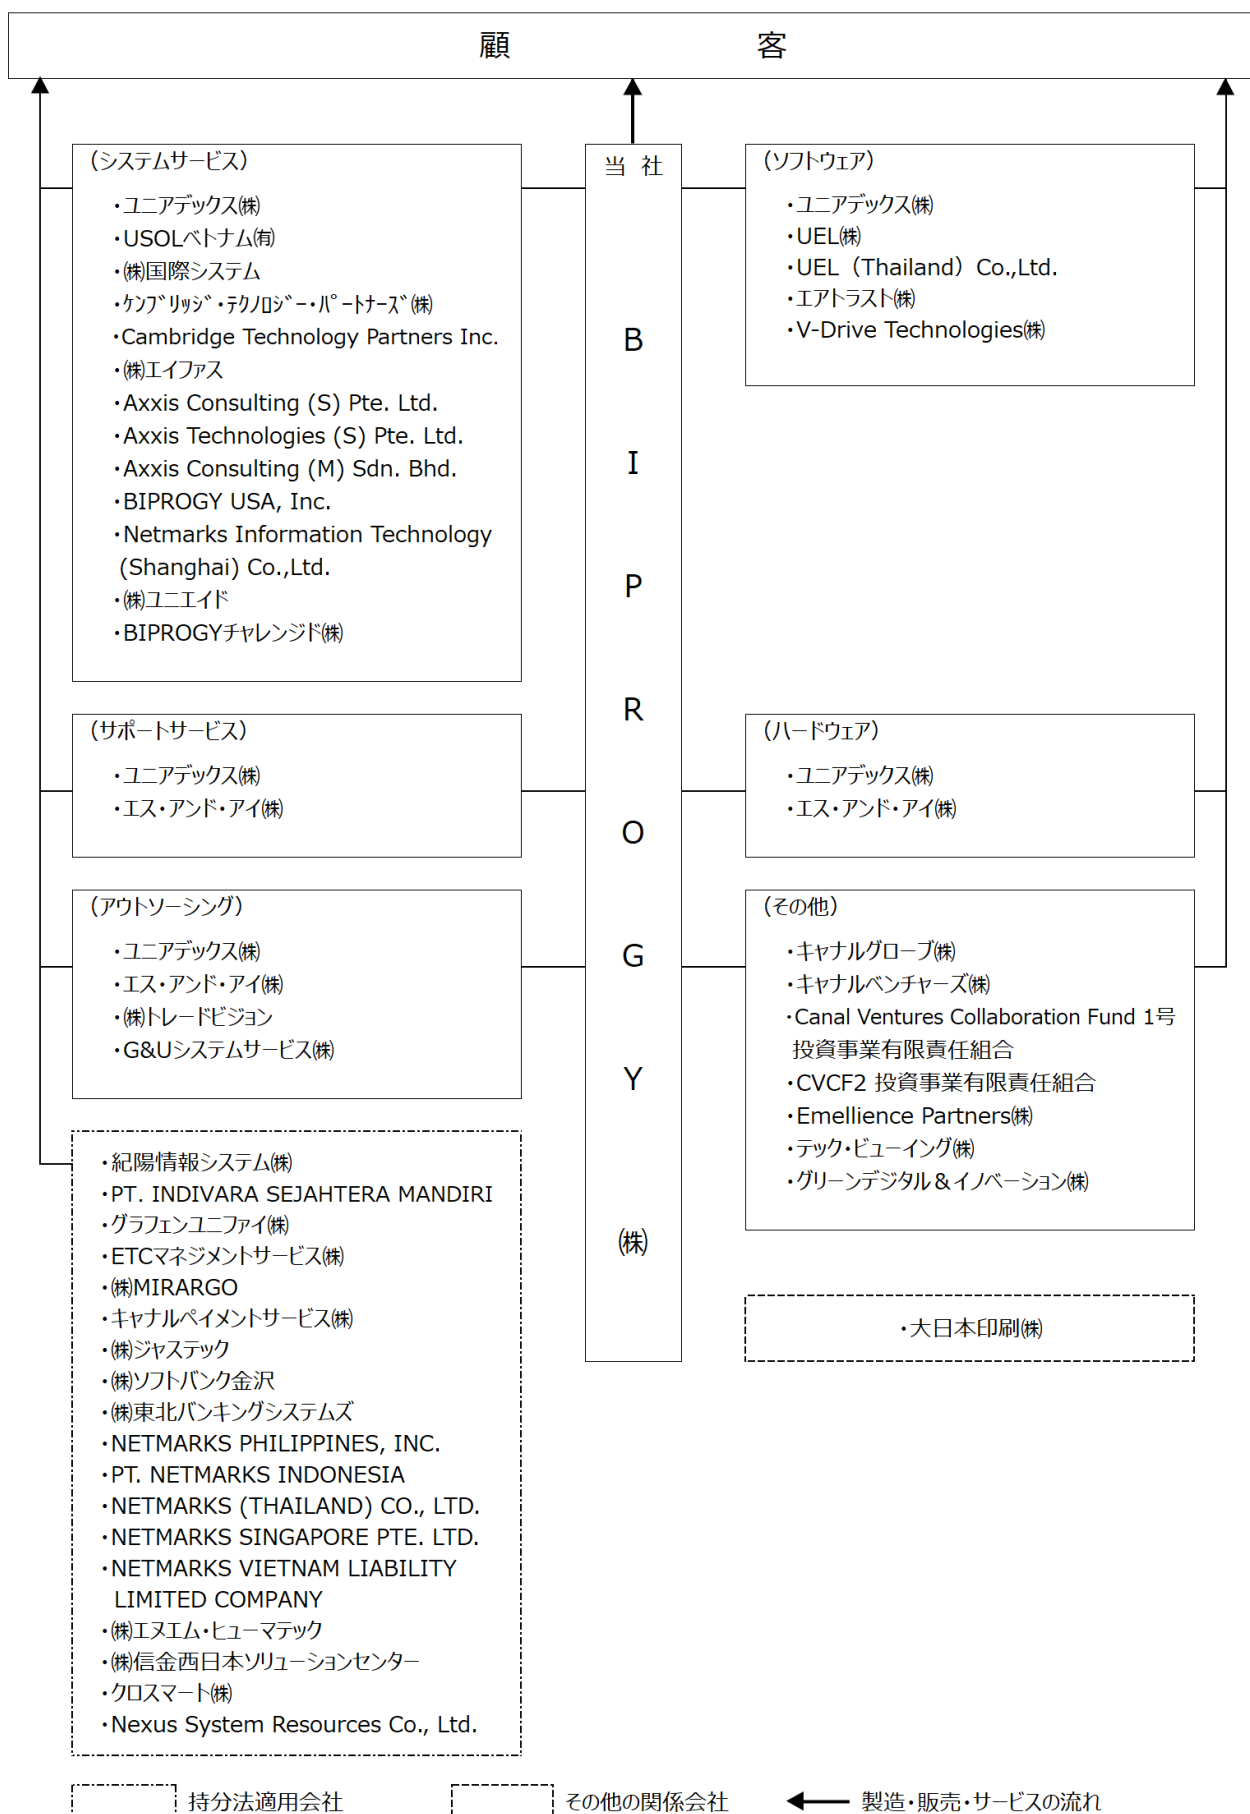 顧　客
（システムサービス）
・ユニアデックス㈱
・USOLベトナム㈲
・㈱国際システム
・ｹﾝﾌﾞﾘｯｼﾞ・ﾃｸﾉﾛｼﾞｰ・ﾊﾟｰﾄﾅｰｽﾞ㈱
・Cambridge Technology Partners Inc.
・㈱エイファス
・Axxis Consulting (S) Pte. Ltd.
・Axxis Technologies (S) Pte. Ltd.
・Axxis Consulting (M) Sdn. Bhd.
・BIPROGY USA, Inc.
・Netmarks Information Technology
(Shanghai) Co.,Ltd.
・㈱ユニエイド
・BIPROGYチャレンジド㈱
（サポートサービス）
・ユニアデックス㈱
・エス・アンド・アイ㈱
（アウトソーシング）
・ユニアデックス㈱
・エス・アンド・アイ㈱
・㈱トレードビジョン
・G&Uシステムサービス㈱
・紀陽情報システム㈱
・PT. INDIVARA SEJAHTERA MANDIRI
・グラフェンユニファイ㈱
・ETCマネジメントサービス㈱
・㈱MIRARGO
・キャナルペイメントサービス㈱
・㈱ジャステック
・㈱ソフトバンク金沢
・㈱東北バンキングシステムズ
・NETMARKS PHILIPPINES, INC.
・PT. NETMARKS INDONESIA
・NETMARKS (THAILAND) CO., LTD.
・NETMARKS SINGAPORE PTE. LTD.
・NETMARKS VIETNAM LIABILITY
LIMITED COMPANY
・㈱エヌエム・ヒューマテック
・㈱信金西日本ソリューションセンター
・クロスマート㈱
・Nexus System Resources Co., Ltd.
当　社
B
I
P
R
O
G
Y
㈱
（ソフトウェア）
・ユニアデックス㈱
・UEL㈱
・UEL（Thailand）Co.,Ltd.
・エアトラスト㈱
・V-Drive Technologies㈱
（ハードウェア）
・ユニアデックス㈱
・エス・アンド・アイ㈱
（その他）
・キャナルグローブ㈱
・キャナルベンチャーズ㈱
・Canal Ventures Collaboration Fund 1号
投資事業有限責任組合
・CVCF2 投資事業有限責任組合
・Emellience Partners㈱
・テック・ビューイング㈱
・グリーンデジタル＆イノベーション㈱
・大日本印刷㈱
持分法適用会社
その他の関係会社
製造・販売・サービスの流れ